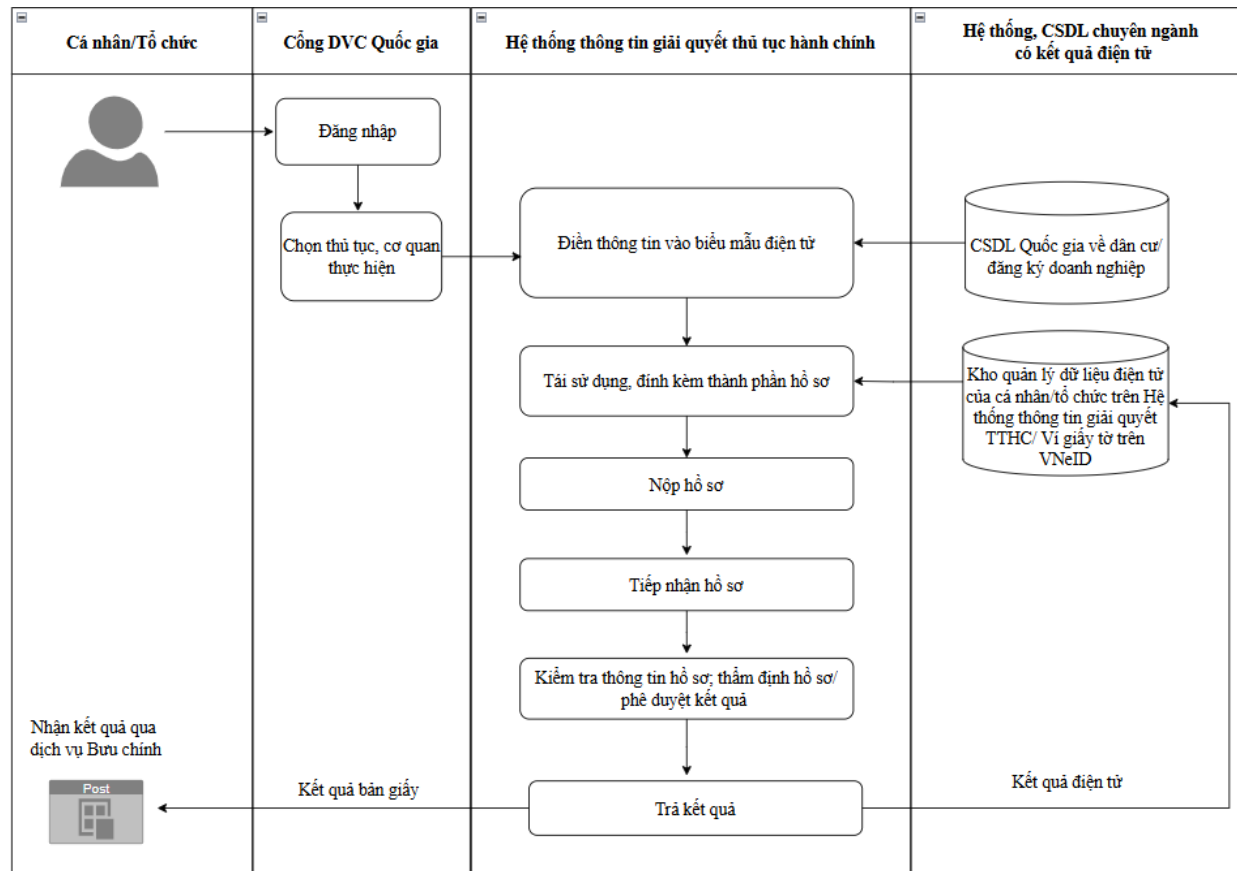 Cá nhân/Tổ chức
Cổng DVC Quốc gia
Hệ thống thông tin giải quyết thủ tục hành chính
Hệ thống, CSDL chuyên ngành
có kết quả điện tử
Đăng nhập
Chọn thủ tục, cơ quan
thực hiện
Điền thông tin vào biểu mẫu điện tử
CSDL Quốc gia về dân cư/
đăng ký doanh nghiệp
Tái sử dụng, đính kèm thành phần hồ sơ
Kho quản lý dữ liệu điện tử
của cá nhân/tổ chức trên Hệ
thống thông tin giải quyết
TTHC/ Ví giấy tờ trên
VNeID
Nộp hồ sơ
Tiếp nhận hồ sơ
Kiểm tra thông tin hồ sơ; thẩm định hồ sơ/
phê duyệt kết quả
Nhận kết quả qua
dịch vụ Bưu chính
Post
Kết quả bản giấy
Trả kết quả
Kết quả điện tử